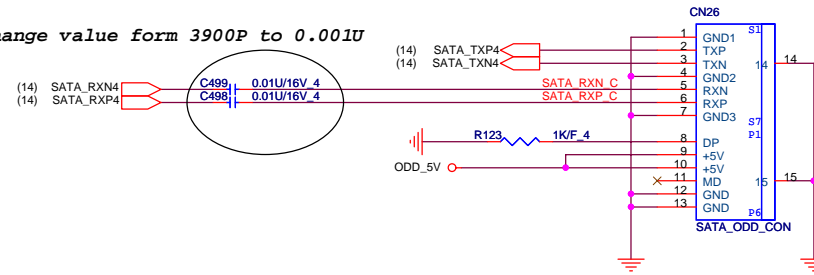 CN26
ange value form 3900P to 0.001U
1 GND1 S1
(14) SATA_TXP4 2 TXP
(14) SATA_TXN4 3 TXN 14 14
4 GND2
(14) SATA_RXN4 C499 0.01U/16V_4 SATA_RXN_C 5 RXN
(14) SATA_RXP4 C498 0.01U/16V_4 SATA_RXP_C 6 RXP
7 GND3 S7
P1
R123 1K/F_4 8 DP
9 +5V
ODD_5V 10 +5V
11 MD 15 15
12 GND
13 GND P6
SATA_ODD_CON